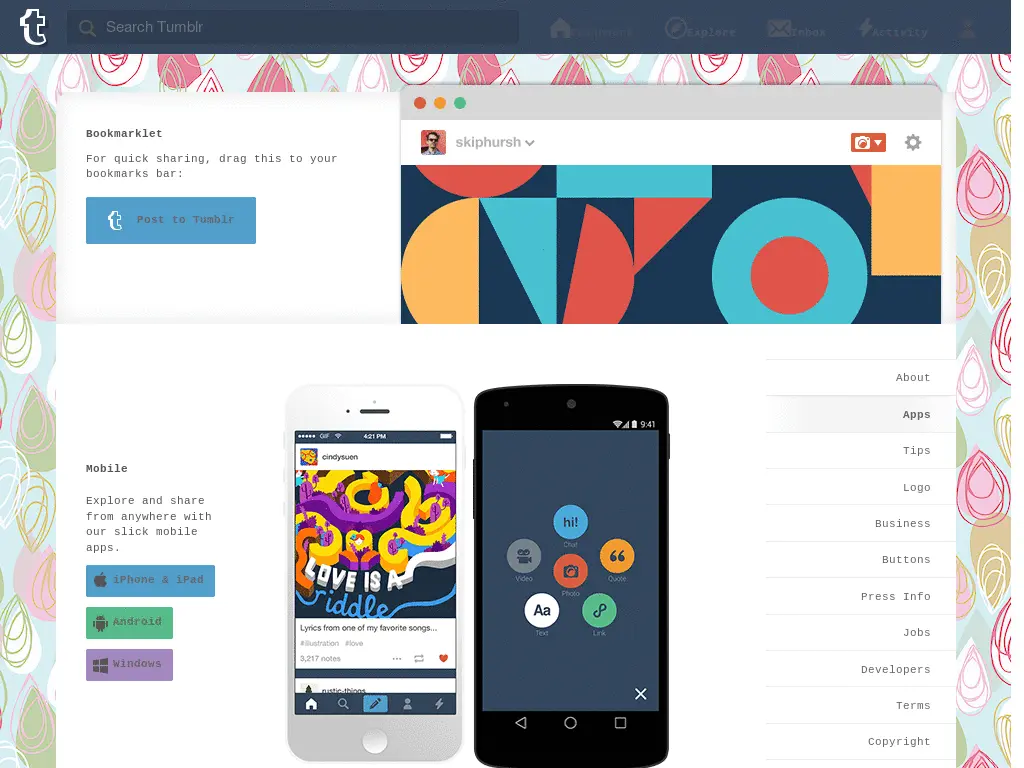 t
Search Tumblr
Dashboard
Explore
Inbox
Activity
Bookmarklet
For quick sharing, drag this to your
bookmarks bar:
t Post to Tumblr
skiphursh
Mobile
Explore and share
from anywhere with
our slick mobile
apps.
iPhone & iPad
Android
Windows
GIF
4:21 PM
cindysuen
LOVE IS A
riddle
Lyrics from one of my favorite songs...
#illustration #love
3,217 notes
rustic-things
9:41
hi!
Chat
Video
Quote
Photo
Aa
Text
Link
About
Apps
Tips
Logo
Business
Buttons
Press Info
Jobs
Developers
Terms
Copyright